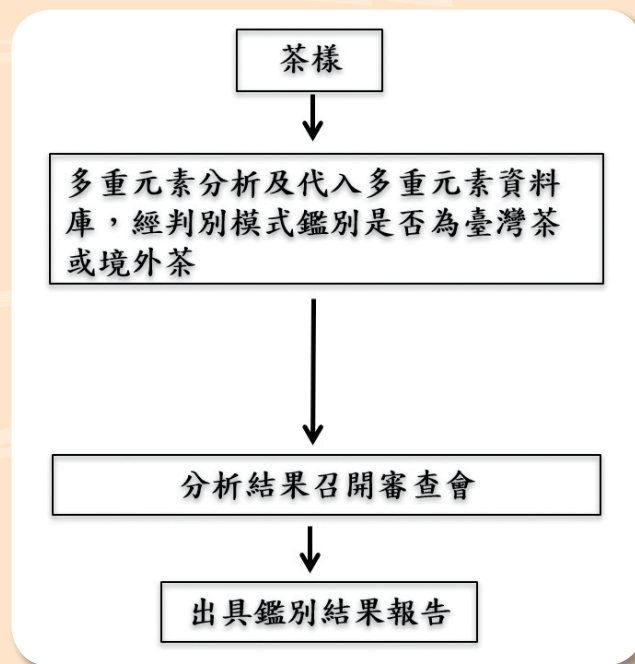 茶樣
多重元素分析及代入多重元素資料
庫，經判別模式鑑別是否為臺灣茶
或境外茶
分析結果召開審查會
出具鑑別結果報告